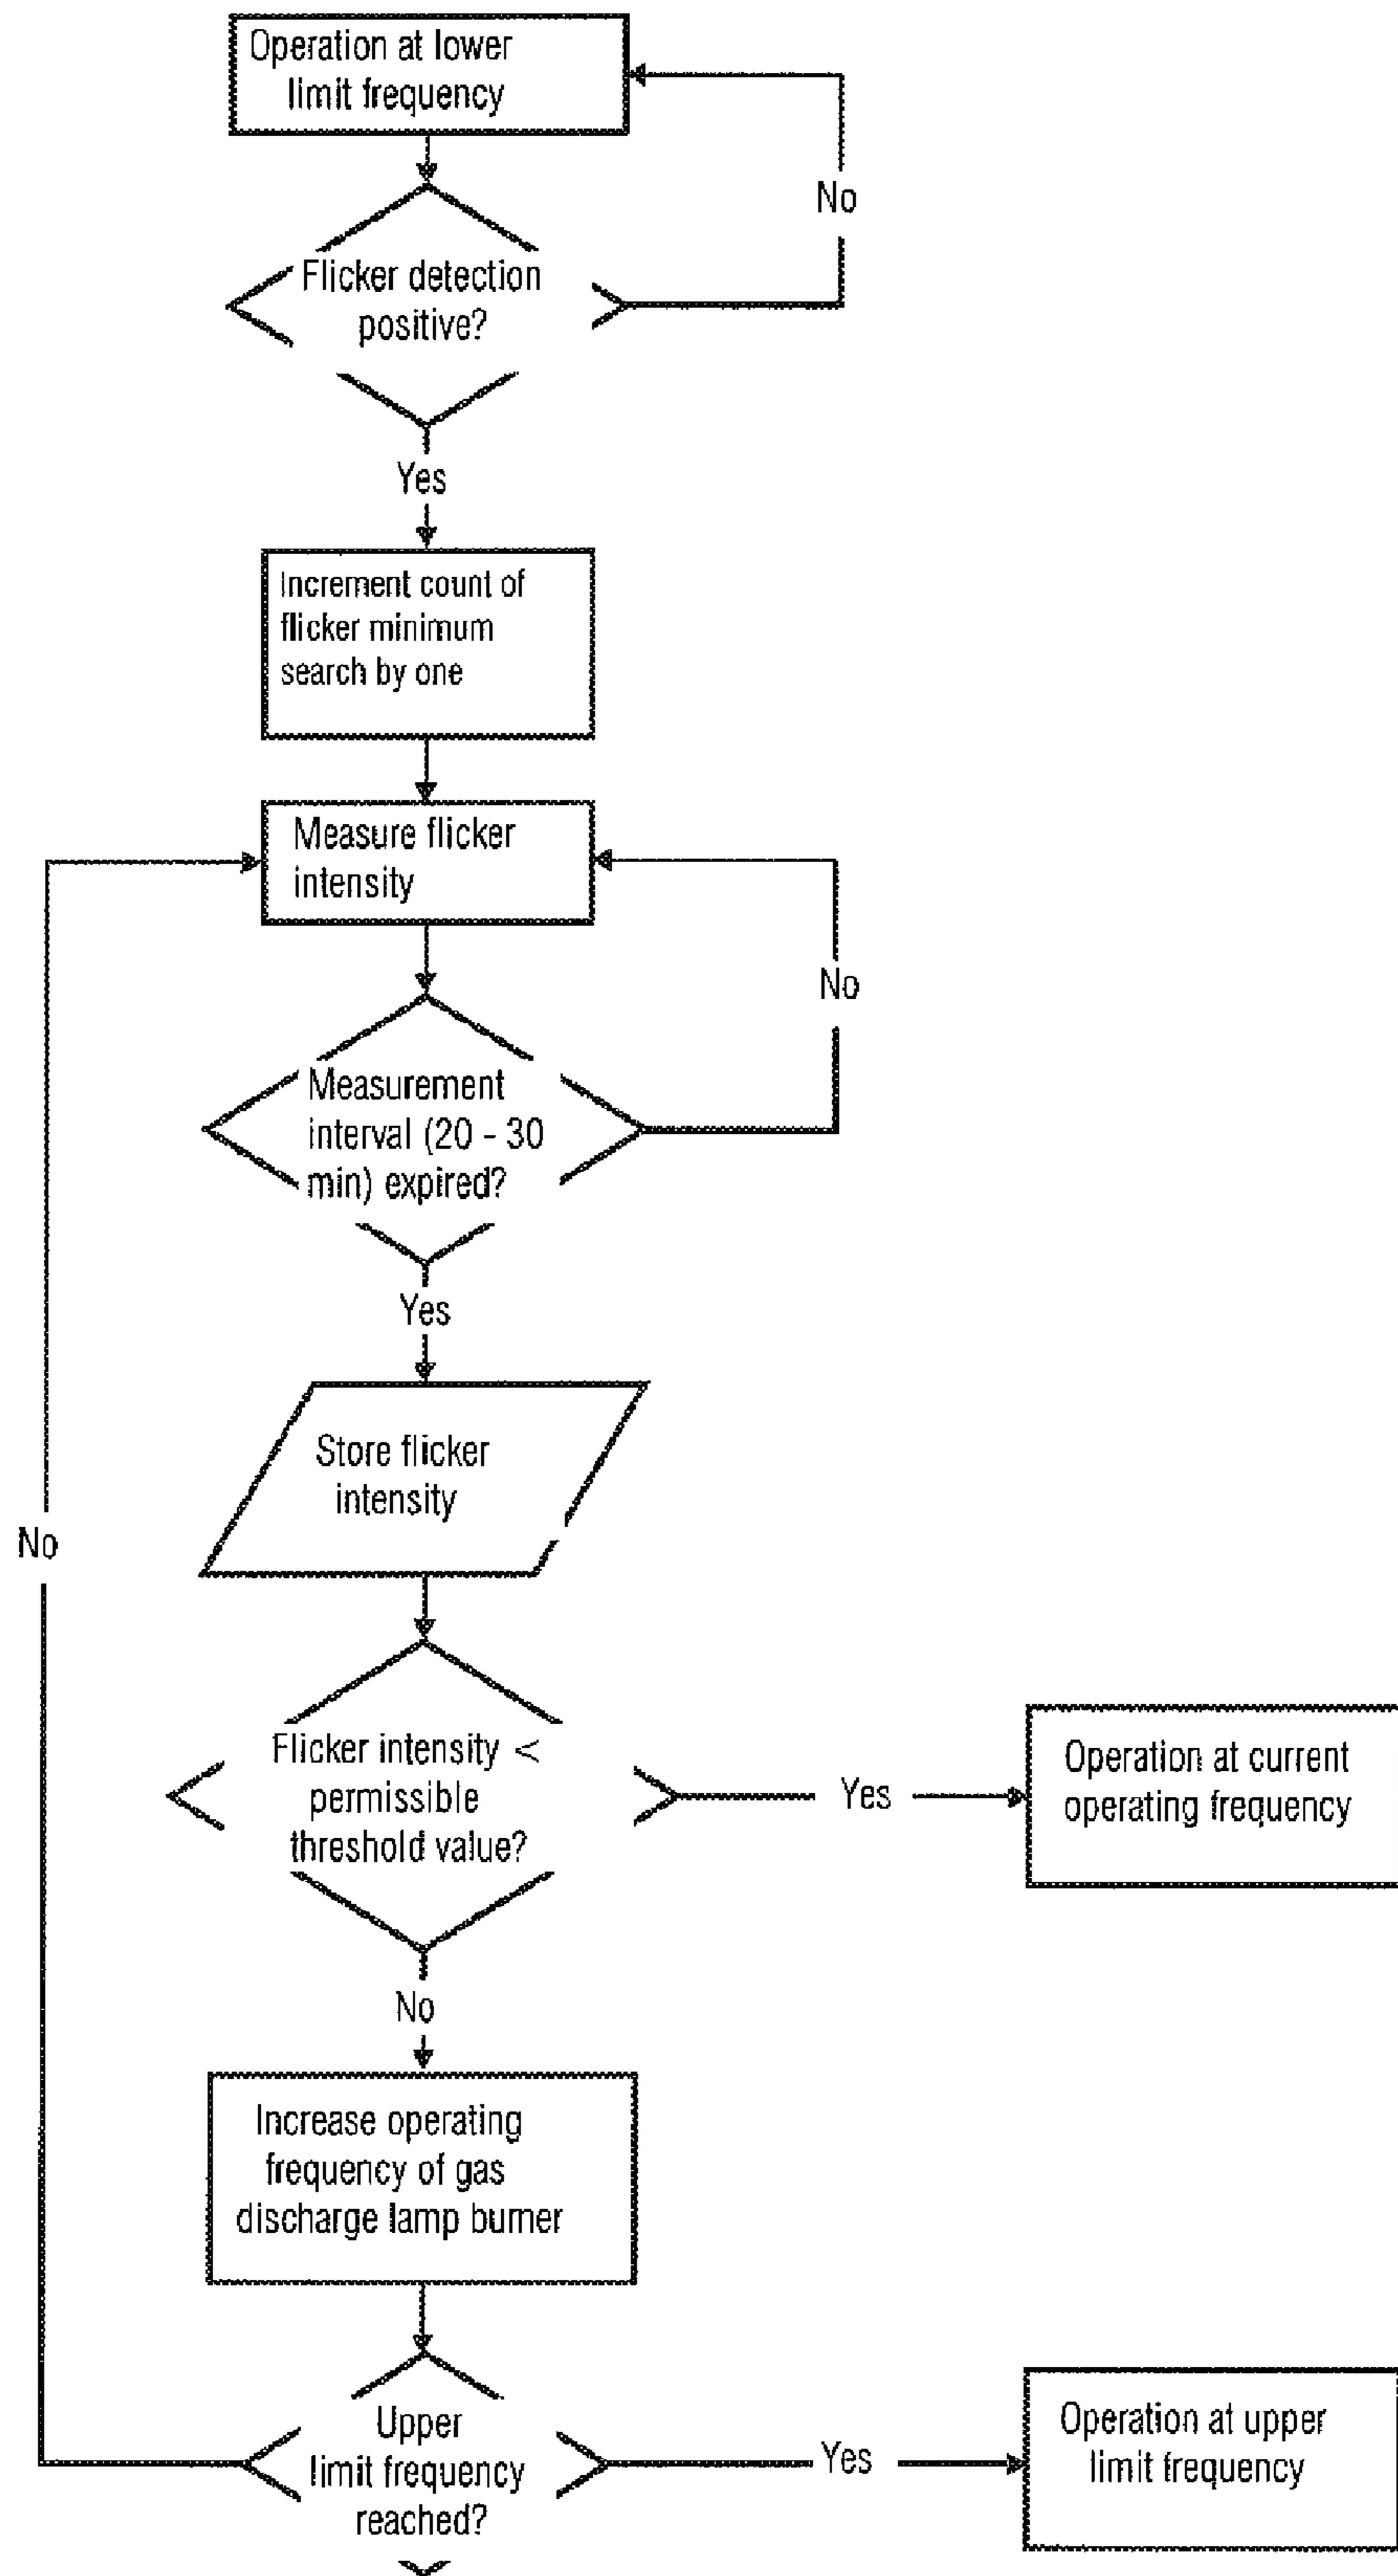 Operation at lower
limit frequency
No
Flicker detection
positive?
Yes
Increment count of
flicker minimum
search by one
Measure flicker
intensity
No
Measurement
interval (20 - 30
min) expired?
Yes
Store flicker
intensity
No
Flicker intensity <
permissible
threshold value?
Yes
Operation at current
operating frequency
No
Increase operating
frequency of gas
discharge lamp burner
Upper
limit frequency
reached?
Yes
Operation at upper
limit frequency